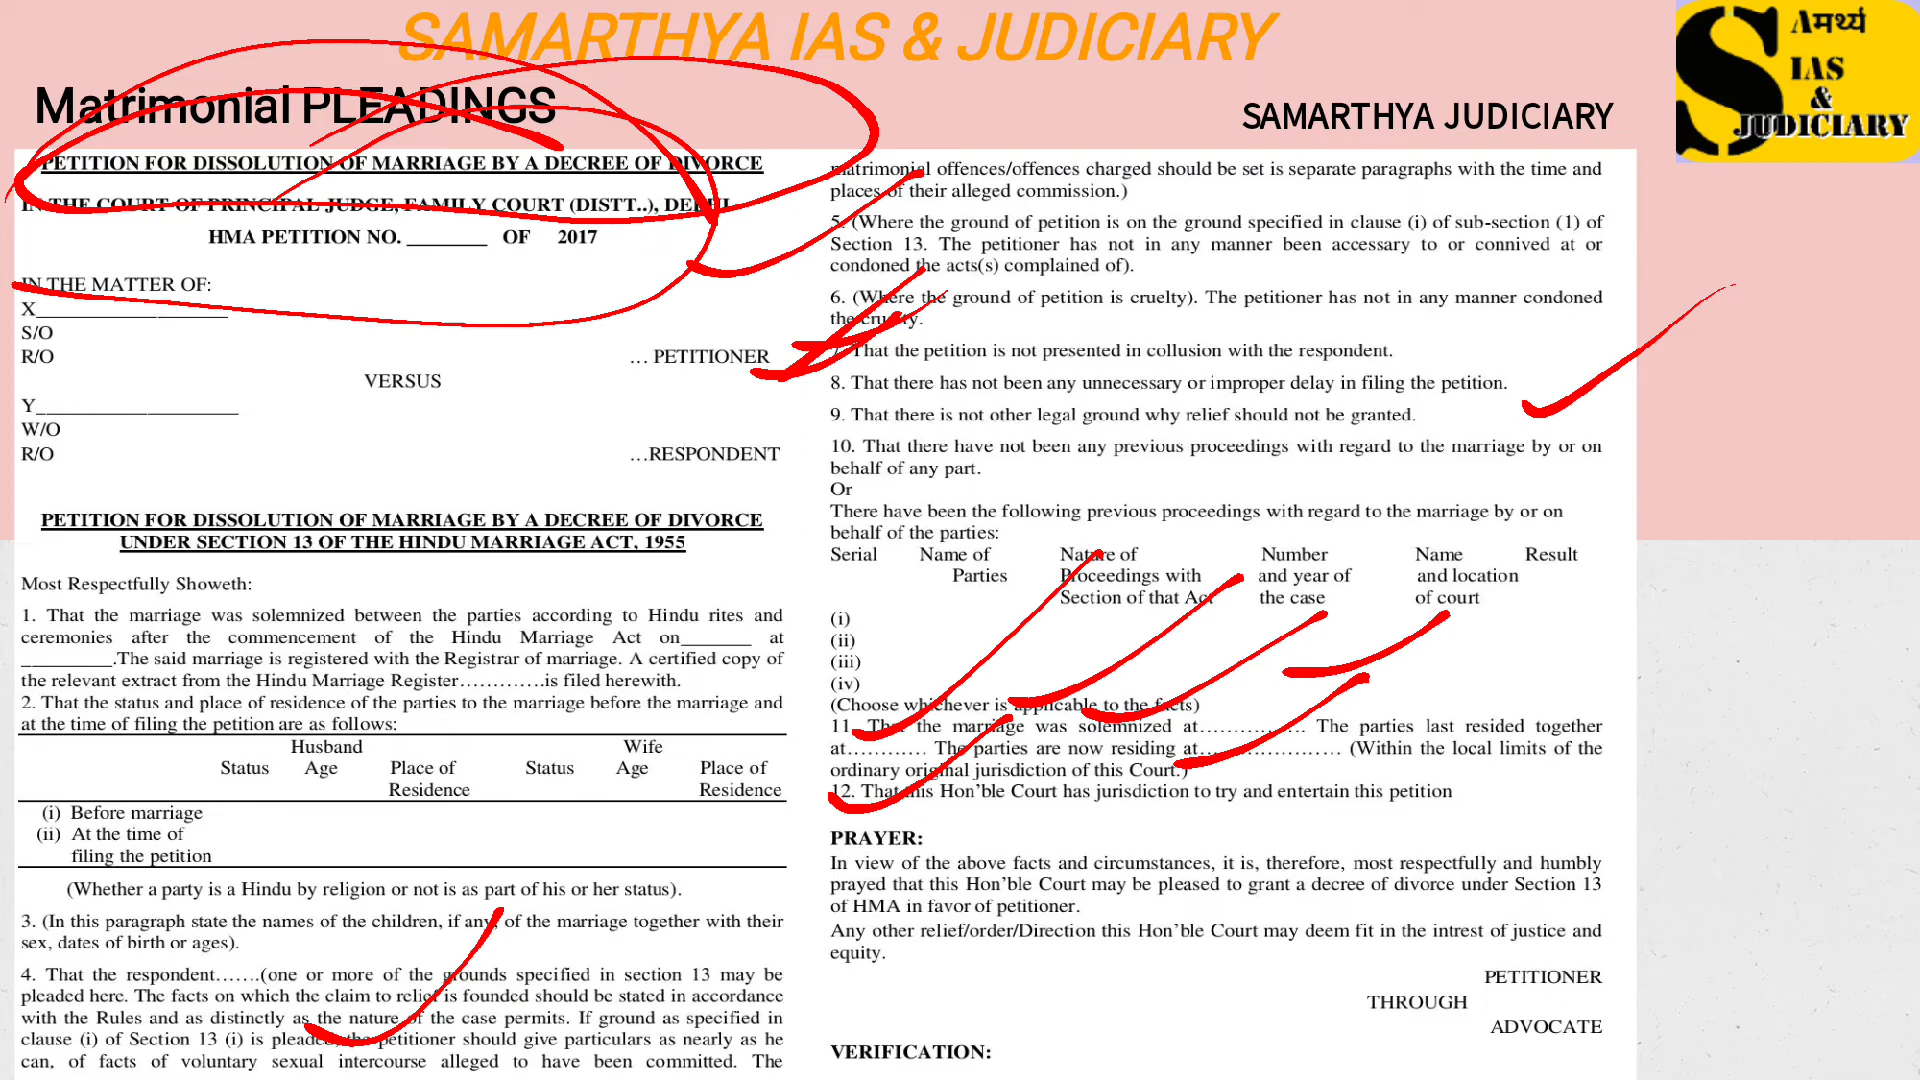 SAMARTHYA IAS & JUDICIARY
Matrimonial PLEADINGS
SAMARTHYA JUDICIARY
Aमर्थ्य
IAS
&
JUDICIARY
PETITION FOR DISSOLUTION OF MARRIAGE BY A DECREE OF DIVORCE
IN THE COURT OF PRINCIPAL JUDGE, FAMILY COURT (DISTT..), DELHI
HMA PETITION NO. ________ OF 2017
IN THE MATTER OF:
X___________________
S/O
R/O … PETITIONER
VERSUS
Y____________________
W/O
R/O …RESPONDENT
PETITION FOR DISSOLUTION OF MARRIAGE BY A DECREE OF DIVORCE
UNDER SECTION 13 OF THE HINDU MARRIAGE ACT, 1955
Most Respectfully Showeth:
1. That the marriage was solemnized between the parties according to Hindu rites and
ceremonies after the commencement of the Hindu Marriage Act on_______ at
_________.The said marriage is registered with the Registrar of marriage. A certified copy of
the relevant extract from the Hindu Marriage Register………….is filed herewith.
2. That the status and place of residence of the parties to the marriage before the marriage and
at the time of filing the petition are as follows:
Husband Wife
Status Age Place of Status Age Place of
Residence Residence
(i) Before marriage
(ii) At the time of
filing the petition
(Whether a party is a Hindu by religion or not is as part of his or her status).
3. (In this paragraph state the names of the children, if any, of the marriage together with their
sex, dates of birth or ages).
4. That the respondent…….(one or more of the grounds specified in section 13 may be
pleaded here. The facts on which the claim to relief is founded should be stated in accordance
with the Rules and as distinctly as the nature of the case permits. If ground as specified in
clause (i) of Section 13 (i) is pleaded, the petitioner should give particulars as nearly as he
can, of facts of voluntary sexual intercourse alleged to have been committed. The
matrimonial offences/offences charged should be set is separate paragraphs with the time and
places of their alleged commission.)
5. (Where the ground of petition is on the ground specified in clause (i) of sub-section (1) of
Section 13. The petitioner has not in any manner been accessary to or connived at or
condoned the acts(s) complained of).
6. (Where the ground of petition is cruelty). The petitioner has not in any manner condoned
the cruelty.
7. That the petition is not presented in collusion with the respondent.
8. That there has not been any unnecessary or improper delay in filing the petition.
9. That there is not other legal ground why relief should not be granted.
10. That there have not been any previous proceedings with regard to the marriage by or on
behalf of any part.
Or
There have been the following previous proceedings with regard to the marriage by or on
behalf of the parties:
Serial Name of Nature of Number Name Result
Parties Proceedings with and year of and location
Section of that Act the case of court
(i)
(ii)
(iii)
(iv)
(Choose whichever is applicable to the facts)
11. That the marriage was solemnized at……………. The parties last resided together
at………… The parties are now residing at………………… (Within the local limits of the
ordinary original jurisdiction of this Court.)
12. That this Hon’ble Court has jurisdiction to try and entertain this petition
PRAYER:
In view of the above facts and circumstances, it is, therefore, most respectfully and humbly
prayed that this Hon’ble Court may be pleased to grant a decree of divorce under Section 13
of HMA in favor of petitioner.
Any other relief/order/Direction this Hon’ble Court may deem fit in the intrest of justice and
equity.
PETITIONER
THROUGH
ADVOCATE
VERIFICATION: